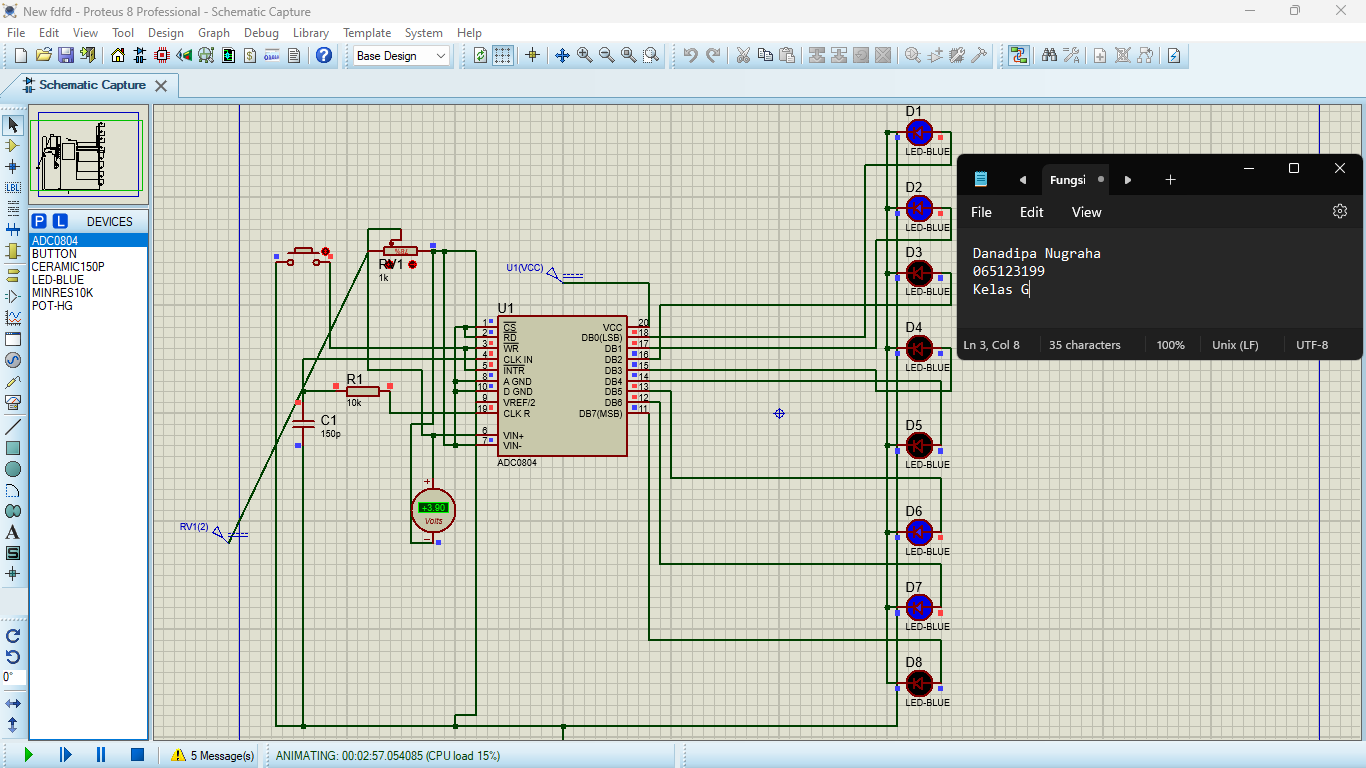 New fdfd - Proteus 8 Professional - Schematic Capture
File Edit View Tool Design Graph Debug Library Template System Help
Base Design
Schematic Capture
P L DEVICES
ADC0804
BUTTON
CERAMIC150P
LED-BLUE
MINRES10K
POT-HG
LBL
A
S
0°
RV1
1k
R1
10k
C1
150p
RV1(2)
+3.90
Volts
+
U1(VCC)
U1
1 CS
2 RD
3 WR
4 CLK IN
5 INTR
8 A GND
10 D GND
9 VREF/2
19 CLK R
6 VIN+
7 VIN-
VCC 20
DB0(LSB) 18
DB1 17
DB2 16
DB3 15
DB4 14
DB5 13
DB6 12
DB7(MSB) 11
ADC0804
D1
LED-BLUE
D2
LED-BLUE
D3
LED-BLUE
D4
LED-BLUE
D5
LED-BLUE
D6
LED-BLUE
D7
LED-BLUE
D8
LED-BLUE
Fungsi
File Edit View
Danadipa Nugraha
065123199
Kelas G
Ln 3, Col 8 35 characters 100% Unix (LF) UTF-8
5 Message(s) ANIMATING: 00:02:57.054085 (CPU load 15%)